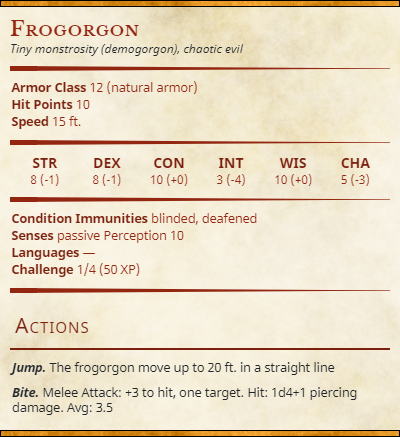 Frogorgon
Tiny monstrosity (demogorgon), chaotic evil
Armor Class 12 (natural armor)
Hit Points 10
Speed 15 ft.
STR DEX CON INT WIS CHA
8 (-1) 8 (-1) 10 (+0) 3 (-4) 10 (+0) 5 (-3)
Condition Immunities blinded, deafened
Senses passive Perception 10
Languages —
Challenge 1/4 (50 XP)
Actions
Jump. The frogorgon move up to 20 ft. in a straight line
Bite. Melee Attack: +3 to hit, one target. Hit: 1d4+1 piercing
damage. Avg: 3.5